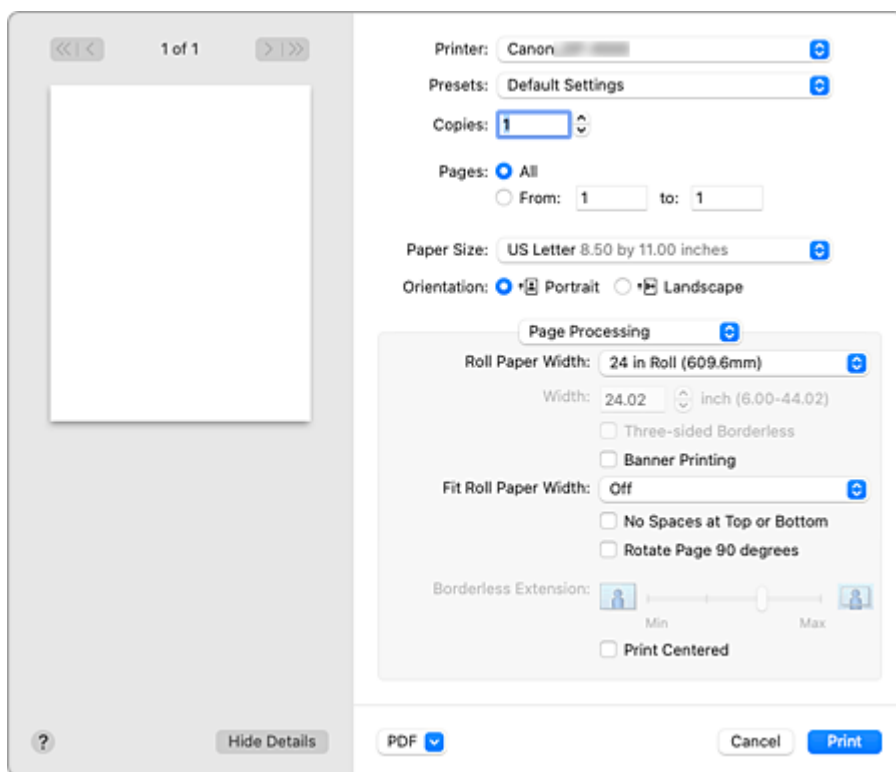 1 of 1
Printer: Canon
Presets: Default Settings
Copies: 1
Pages: All
From: 1 to: 1
Paper Size: US Letter 8.50 by 11.00 inches
Orientation: Portrait Landscape
Page Processing
Roll Paper Width: 24 in Roll (609.6mm)
Width: 24.02 inch (6.00-44.02)
Three-sided Borderless
Banner Printing
Fit Roll Paper Width: Off
No Spaces at Top or Bottom
Rotate Page 90 degrees
Borderless Extension:
Min Max
Print Centered
? Hide Details PDF Cancel Print